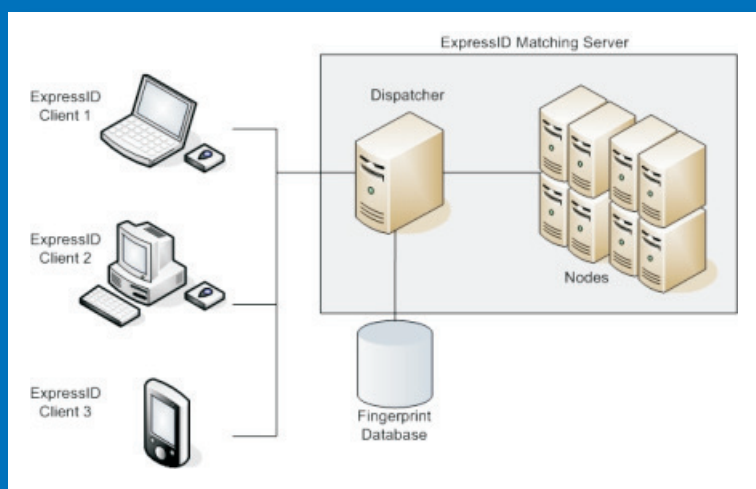 ExpressID Matching Server
ExpressID
Client 1
Dispatcher
ExpressID
Client 2
Nodes
ExpressID
Client 3
Fingerprint
Database